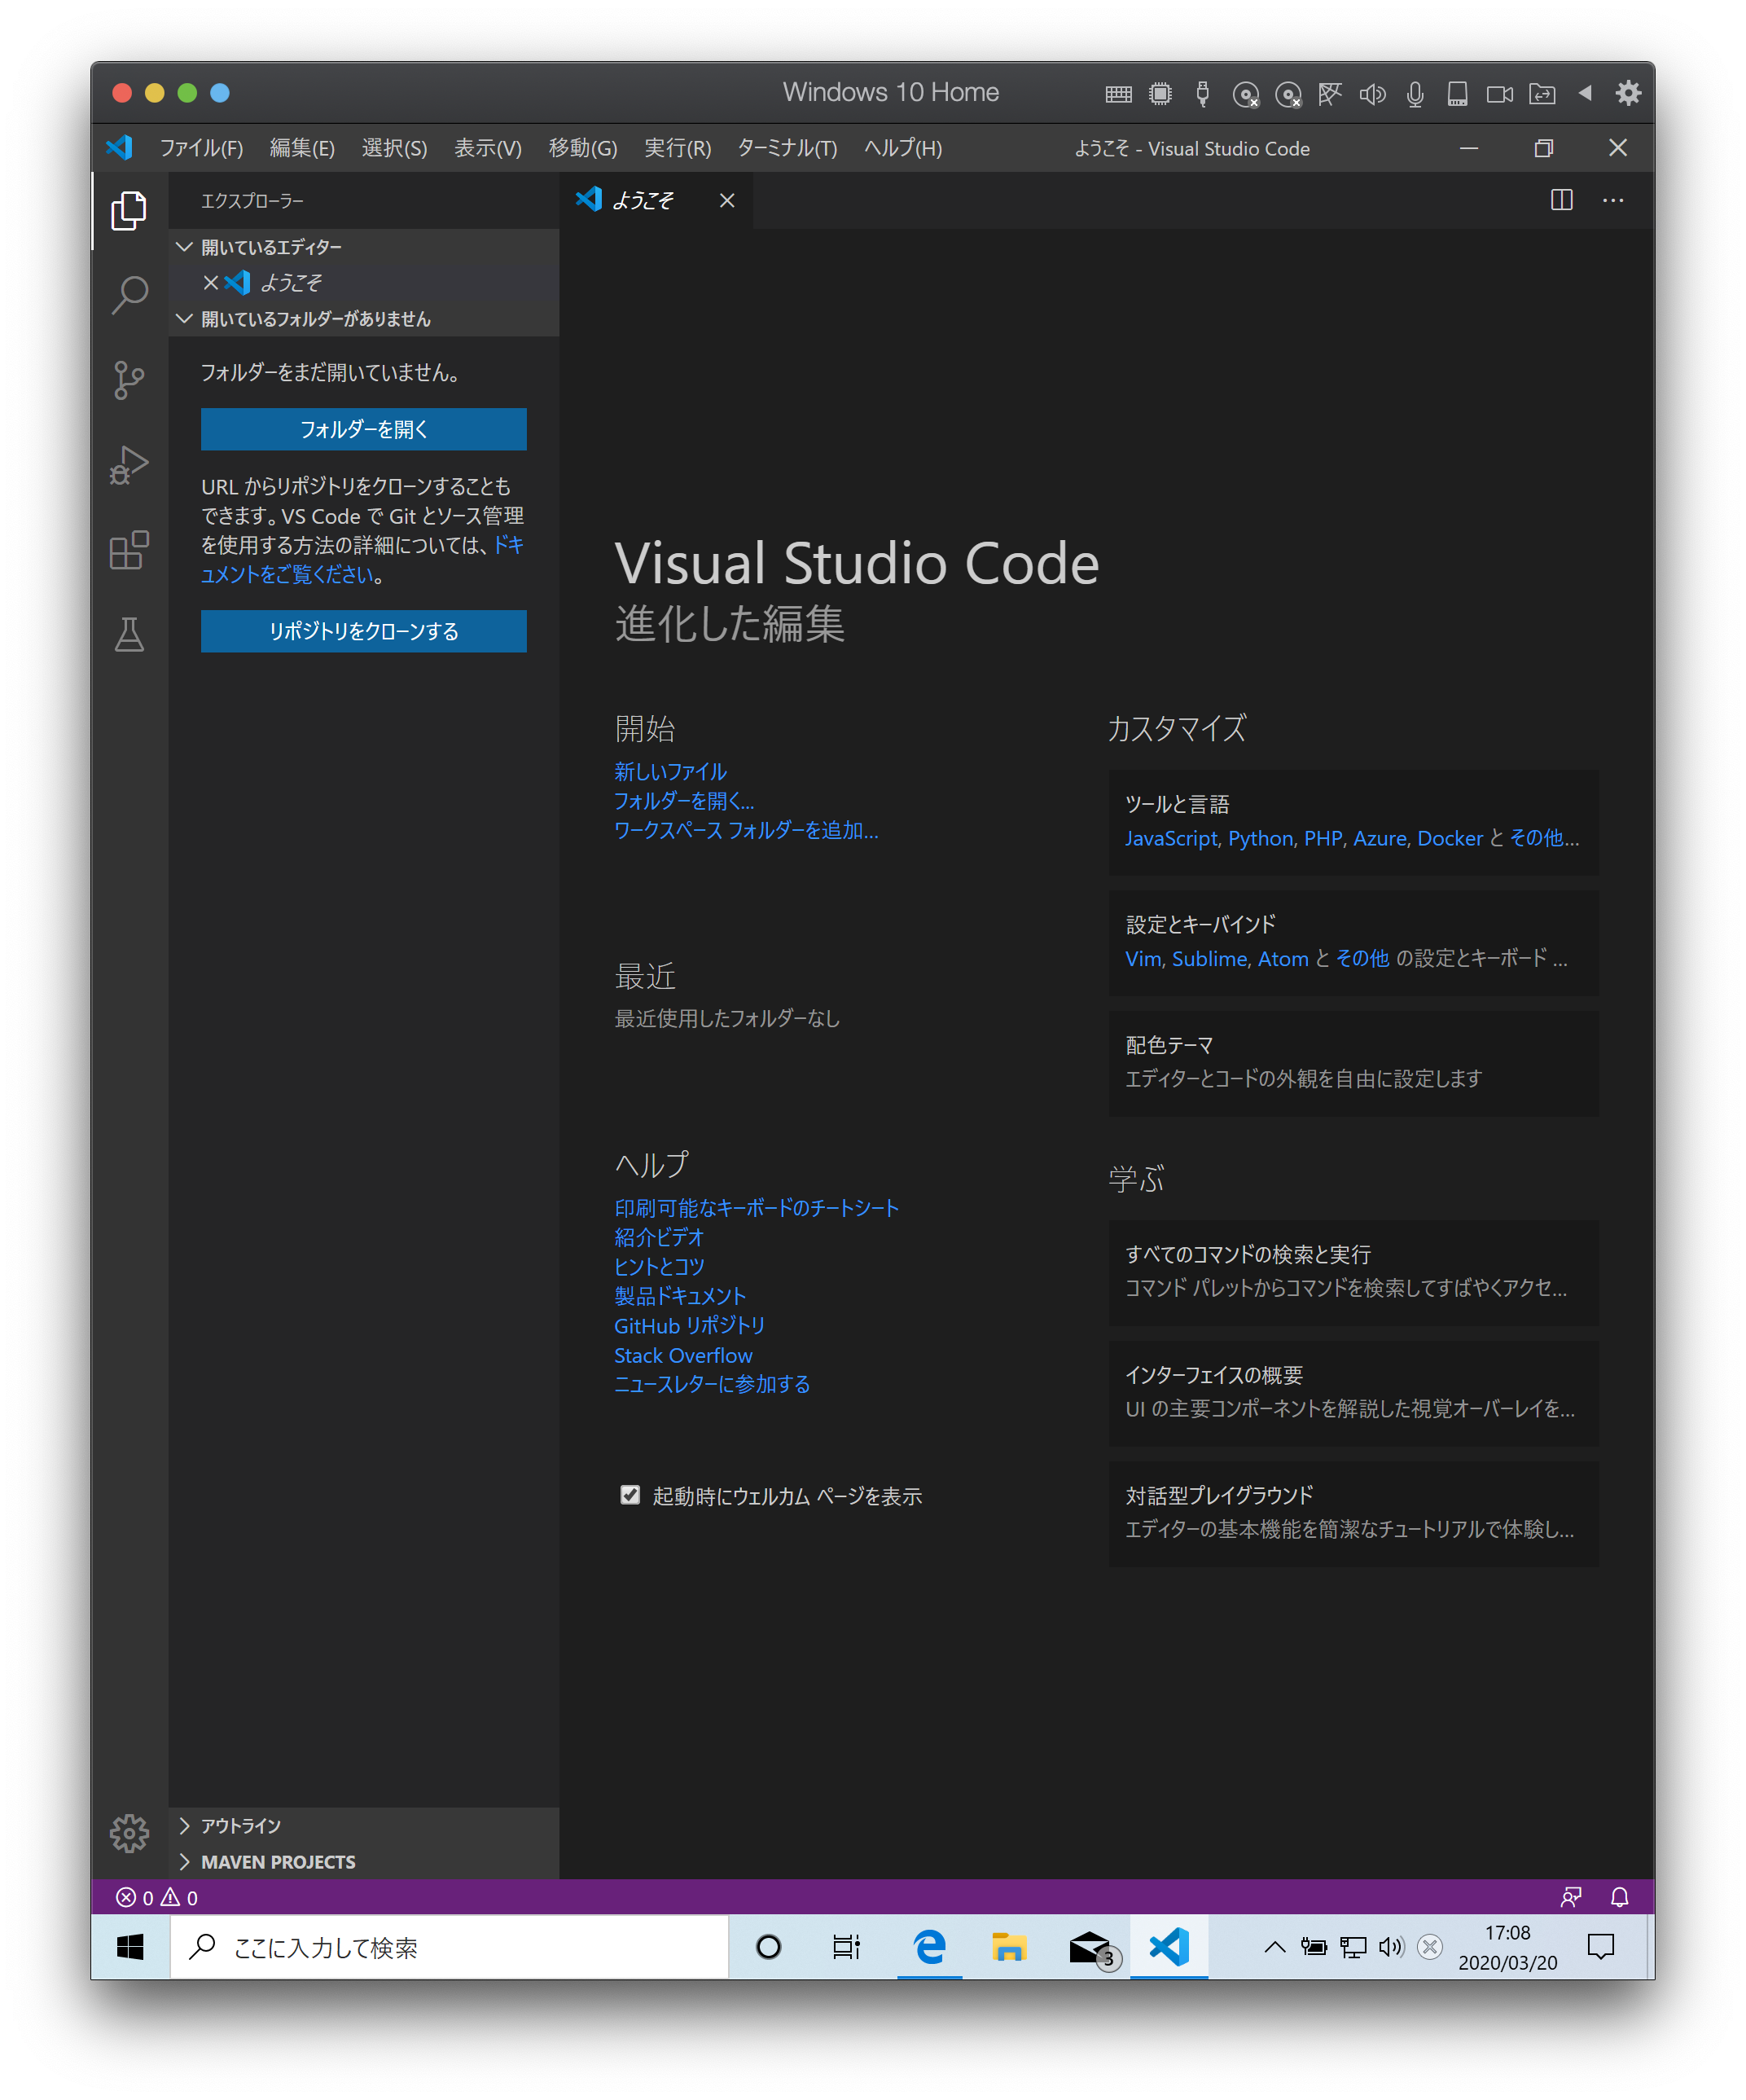 Windows 10 Home
ファイル(F) 編集(E) 選択(S) 表示(V) 移動(G) 実行(R) ターミナル(T) ヘルプ(H) ようこそ - Visual Studio Code
エクスプローラー
ようこそ
開いているエディター
ようこそ
開いているフォルダーがありません
フォルダーをまだ開いていません。
フォルダーを開く
URL からリポジトリをクローンすることも
できます。VS Code で Git とソース管理
を使用する方法の詳細については、ドキ
ュメントをご覧ください。
リポジトリをクローンする
Visual Studio Code
進化した編集
開始
新しいファイル
フォルダーを開く...
ワークスペース フォルダーを追加...
最近
最近使用したフォルダーなし
ヘルプ
印刷可能なキーボードのチートシート
紹介ビデオ
ヒントとコツ
製品ドキュメント
GitHub リポジトリ
Stack Overflow
ニュースレターに参加する
起動時にウェルカム ページを表示
カスタマイズ
ツールと言語
JavaScript, Python, PHP, Azure, Docker と その他...
設定とキーバインド
Vim, Sublime, Atom と その他 の設定とキーボード ...
配色テーマ
エディターとコードの外観を自由に設定します
学ぶ
すべてのコマンドの検索と実行
コマンド パレットからコマンドを検索してすばやくアクセ...
インターフェイスの概要
UI の主要コンポーネントを解説した視覚オーバーレイを...
対話型プレイグラウンド
エディターの基本機能を簡潔なチュートリアルで体験し...
アウトライン
MAVEN PROJECTS
0 0
ここに入力して検索
3
17:08
2020/03/20